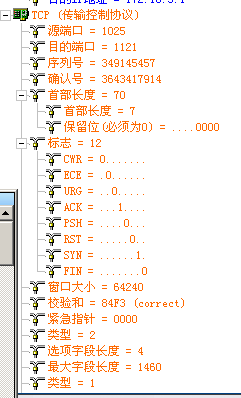 TCP (传输控制协议)
源端口 = 1025
目的端口 = 1121
序列号 = 349145457
确认号 = 3643417914
首部长度 = 70
首部长度 = 7
保留位(必须为0) = ....0000
标志 = 12
CWR = 0.......
ECE = .0......
URG = ..0.....
ACK = ...1....
PSH = ....0...
RST = .....0..
SYN = ......1.
FIN = .......0
窗口大小 = 64240
校验和 = 84F3 (correct)
紧急指针 = 0000
类型 = 2
选项字段长度 = 4
最大字段长度 = 1460
类型 = 1